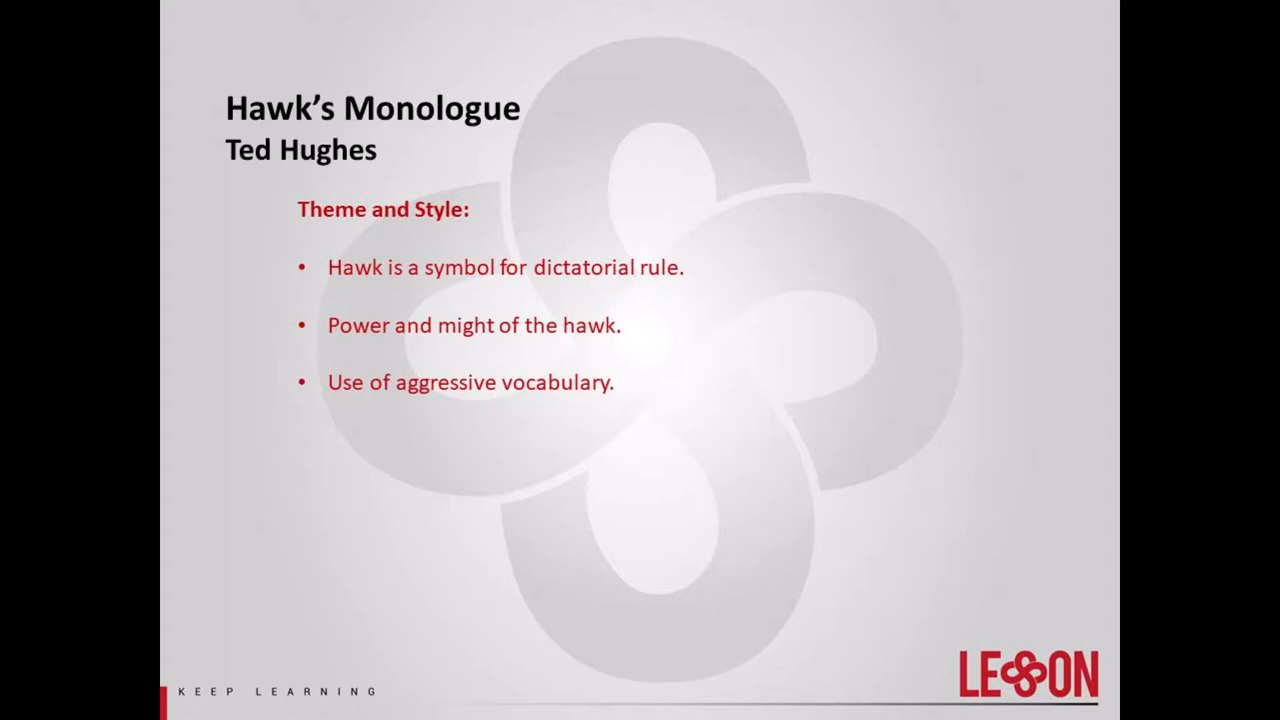 Hawk’s Monologue
Ted Hughes
Theme and Style:
• Hawk is a symbol for dictatorial rule.
• Power and might of the hawk.
• Use of aggressive vocabulary.
KEEP LEARNING
LESSON